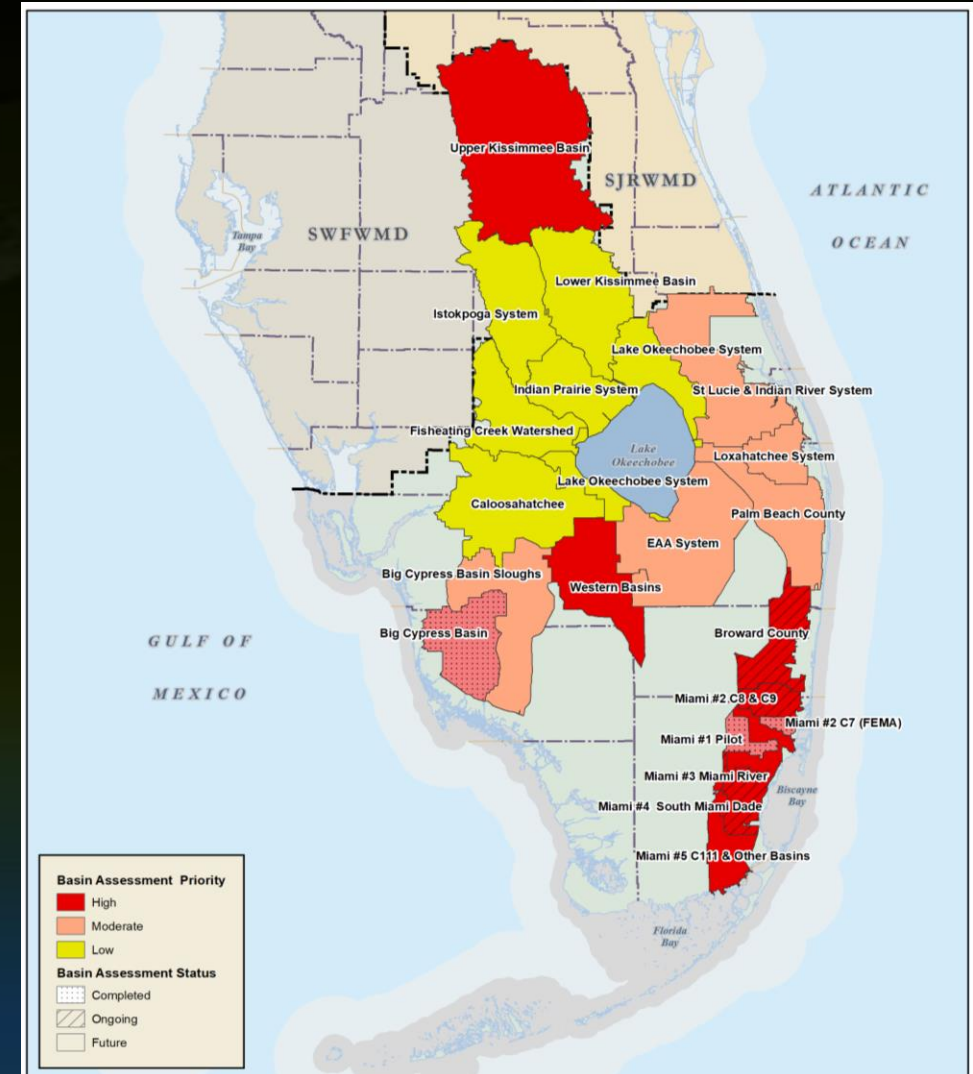 Upper Kissimmee Basin
SJRWMD
ATLANTIC
OCEAN
Tampa
Bay
SWFWMD
Lower Kissimmee Basin
Istokpoga System
Lake Okeechobee System
Indian Prairie System
St Lucie & Indian River System
Fisheating Creek Watershed
Lake
Okeechobee
Loxahatchee System
Lake Okeechobee System
Caloosahatchee
Palm Beach County
EAA System
Big Cypress Basin Sloughs
Western Basins
Big Cypress Basin
Broward County
GULF OF
MEXICO
Miami #2 C8 & C9
Miami #2 C7 (FEMA)
Miami #1 Pilot
Miami #3 Miami River
Biscayne
Bay
Miami #4 South Miami Dade
Miami #5 C111 & Other Basins
Florida
Bay
Basin Assessment Priority
High
Moderate
Low
Basin Assessment Status
Completed
Ongoing
Future